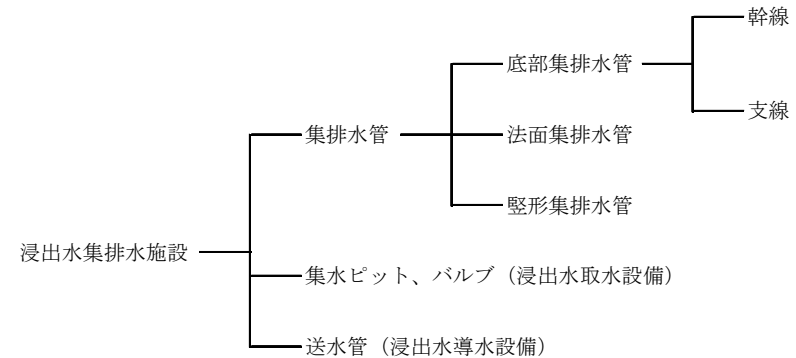 幹線
底部集排水管
支線
集排水管
法面集排水管
竪形集排水管
浸出水集排水施設
集水ピット、バルブ（浸出水取水設備）
送水管（浸出水導水設備）